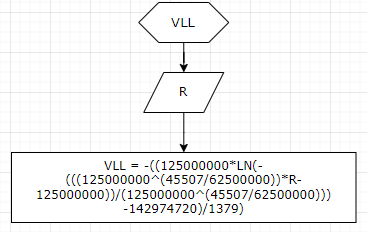 VLL
R
VLL = -((125000000*LN(-
(((125000000^(45507/62500000))*R-
125000000))/(125000000^(45507/62500000)))
-142974720)/1379)